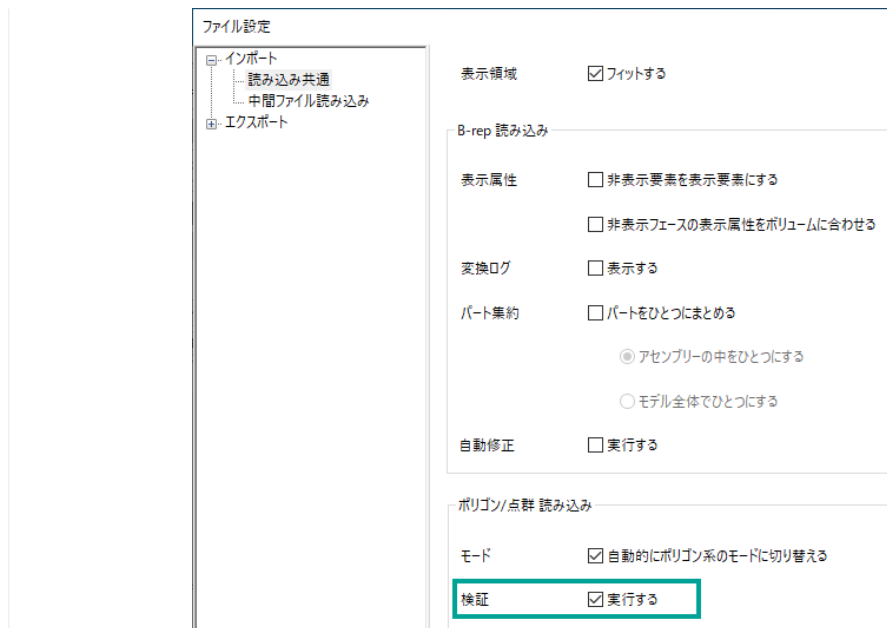 ファイル設定
インポート
読み込み共通
中間ファイル読み込み
エクスポート
表示領域 フィットする
B-rep 読み込み
表示属性 非表示要素を表示要素にする
非表示フェースの表示属性をボリュームに合わせる
変換ログ 表示する
パート集約 パートをひとつにまとめる
アセンブリーの中をひとつにする
モデル全体でひとつにする
自動修正 実行する
ポリゴン/点群 読み込み
モード 自動的にポリゴン系のモードに切り替える
検証 実行する